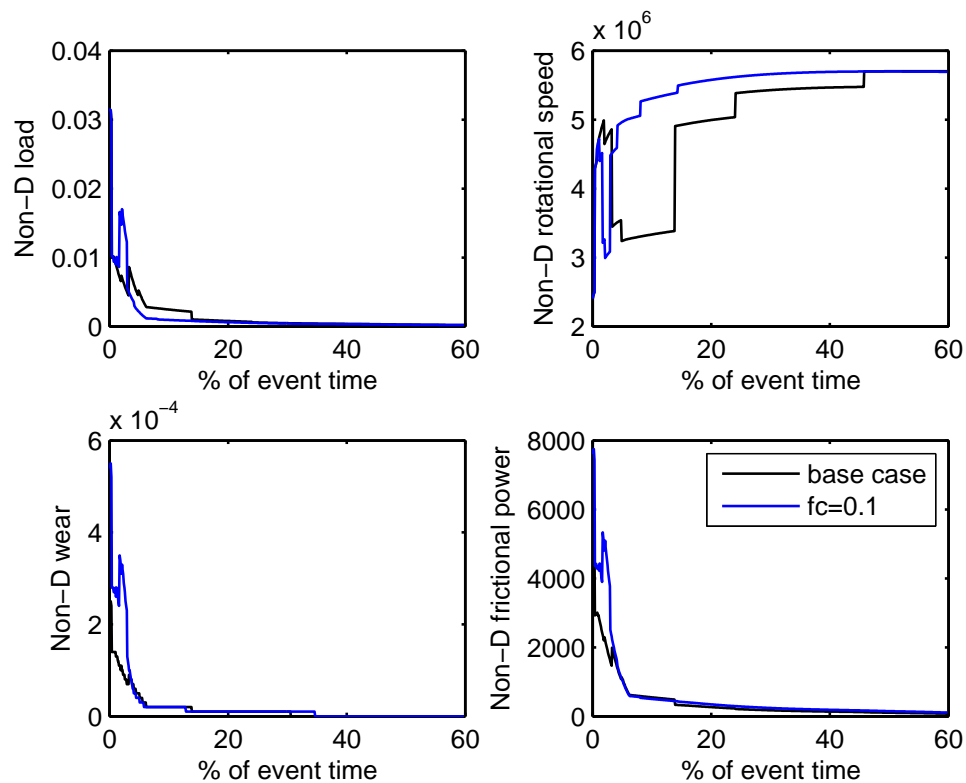 0.04
0.03
0.02
0.01
0
Non−D load
0 20 40 60
% of event time
x 10⁶
6
5
4
3
2
Non−D rotational speed
0 20 40 60
% of event time
x 10⁻⁴
6
4
2
0
Non−D wear
0 20 40 60
% of event time
8000
6000
4000
2000
0
Non−D frictional power
base case
fc=0.1
0 20 40 60
% of event time